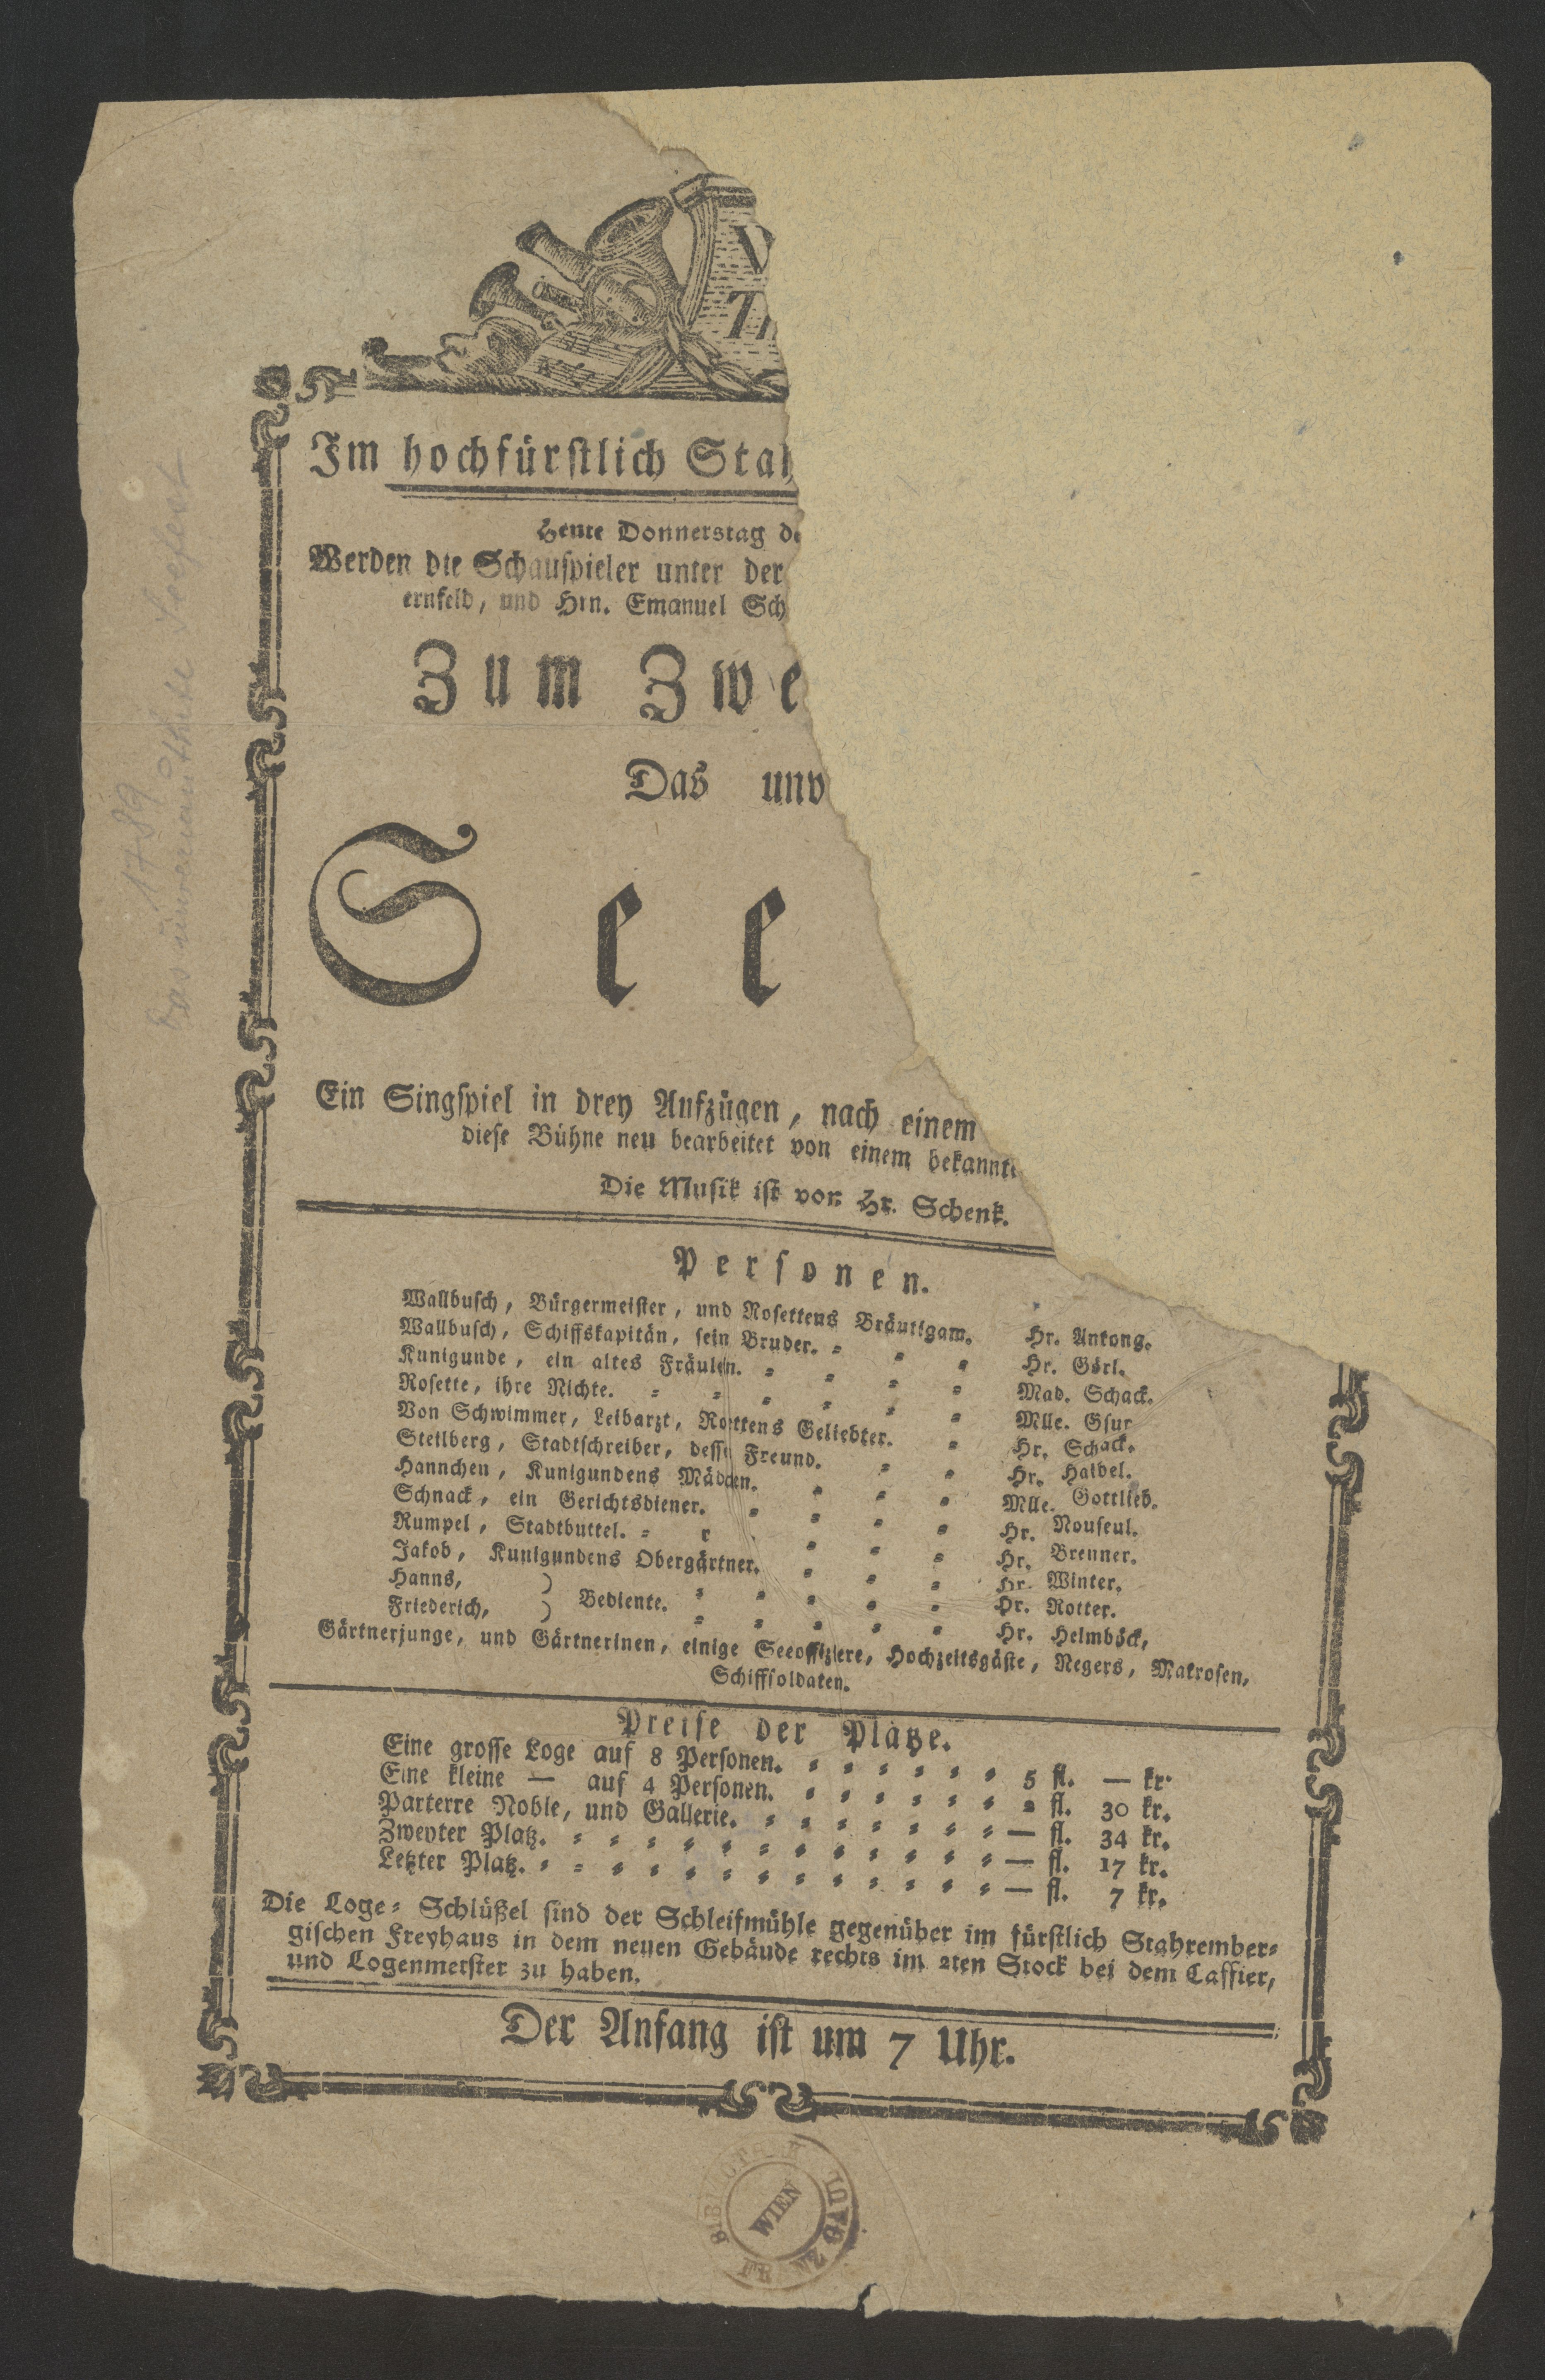 V
Im hochfürstlich Stah
Heute Donnerstag d
Werden die Schauspieler unter der
ernfeld, und Hrn. Emanuel Sch
Zum Zwe
Das unv
See
Ein Singspiel in drey Aufzügen, nach einem
diese Bühne neu bearbeitet von einem bekannt
Die Musik ist von Hr. Schenk.
Personen.
Wallbusch, Bürgermeister, und Rosettens Bräutigam. Hr. Antong.
Wallbusch, Schiffskapitän, sein Bruder. = = = Hr. Görl.
Kunigunde, ein altes Fräulein. = = = = Mad. Schack.
Rosette, ihre Nichte. = = = = = = Mlle. Gsur
Von Schwimmer, Leibarzt, Rosettens Geliebter. = Hr. Schack.
Steilberg, Stadtschreiber, dessen Freund. = = = Hr. Haibel.
Hannchen, Kunigundens Mädchen. = = = = Mlle. Gottlieb.
Schnack, ein Gerichtsdiener. = = = = = Hr. Nouseul.
Rumpel, Stadtbuttel. = r = = = Hr. Brenner.
Jakob, Kunigundens Obergärtner. = = = = Hr. Winter.
Hanns, ) Bediente. = = = = = Hr. Rotter.
Friederich, ) = = = = = Hr. Helmböck,
Gärtnerjunge, und Gärtnerinen, einige Seeoffiziere, Hochzeitsgäste, Negers, Matrosen,
Schiffsoldaten.
Preise der Plätze.
Eine grosse Loge auf 8 Personen. = = = = = = 5 fl. — kr.
Eine kleine — auf 4 Personen. = = = = = = 2 fl. 30 kr.
Parterre Noble, und Gallerie. = = = = = = = — fl. 34 kr.
Zweyter Platz. = = = = = = = = = = = = — fl. 17 kr.
Letzter Platz. = = = = = = = = = = = = = — fl. 7 kr.
Die Loge= Schlüßel sind der Schleifmühle gegenüber im fürstlich Stahrember=
gischen Freyhaus in dem neuen Gebäude rechts im 2ten Stock bei dem Cassier,
und Logenmeister zu haben.
Der Anfang ist um 7 Uhr.
WIEN
1789
Das unvermuthete Seefest